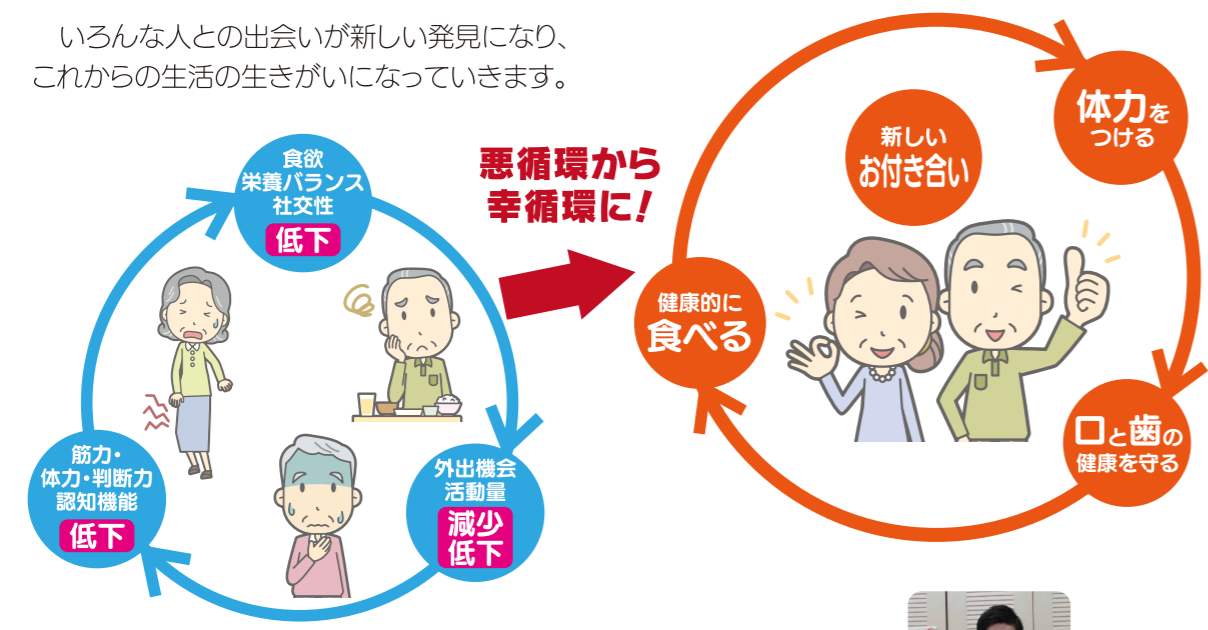 いろんな人との出会いが新しい発見になり、
これからの生活の生きがいになっていきます。
食欲
栄養バランス
社交性
低下
外出機会
活動量
減少
低下
筋力・
体力・判断力
認知機能
低下
悪循環から
幸循環に!
新しい
お付き合い
体力を
つける
口と歯の
健康を守る
健康的に
食べる